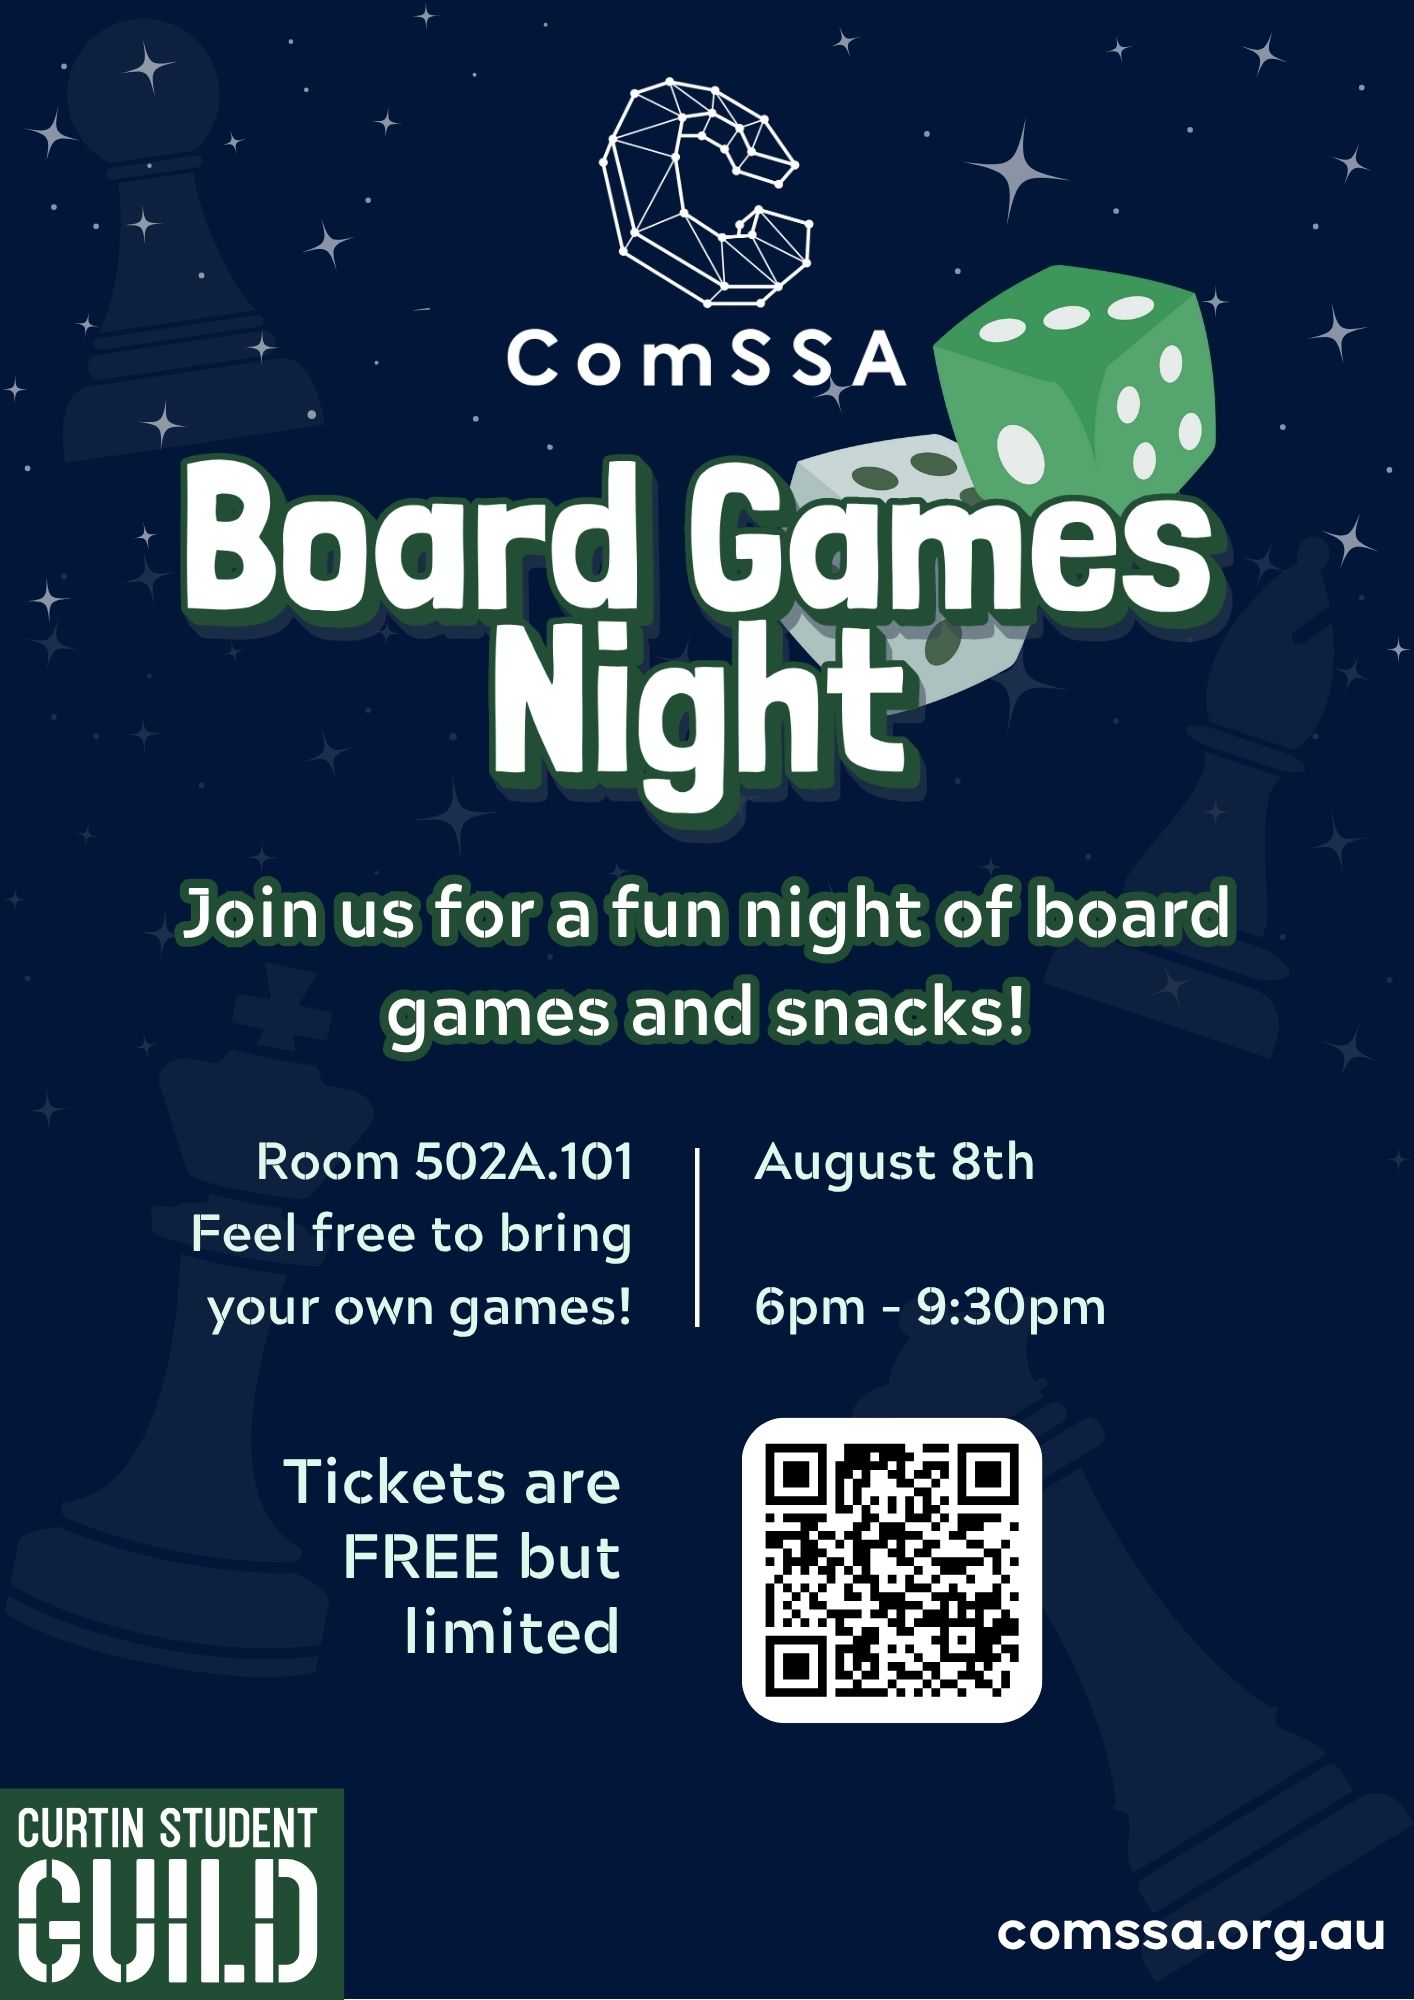 ComSSA
Board Games
Night
Join us for a fun night of board
games and snacks!
Room 502A.101
Feel free to bring
your own games!
August 8th
6pm - 9:30pm
Tickets are
FREE but
limited
CURTIN STUDENT
GUILD
comssa.org.au